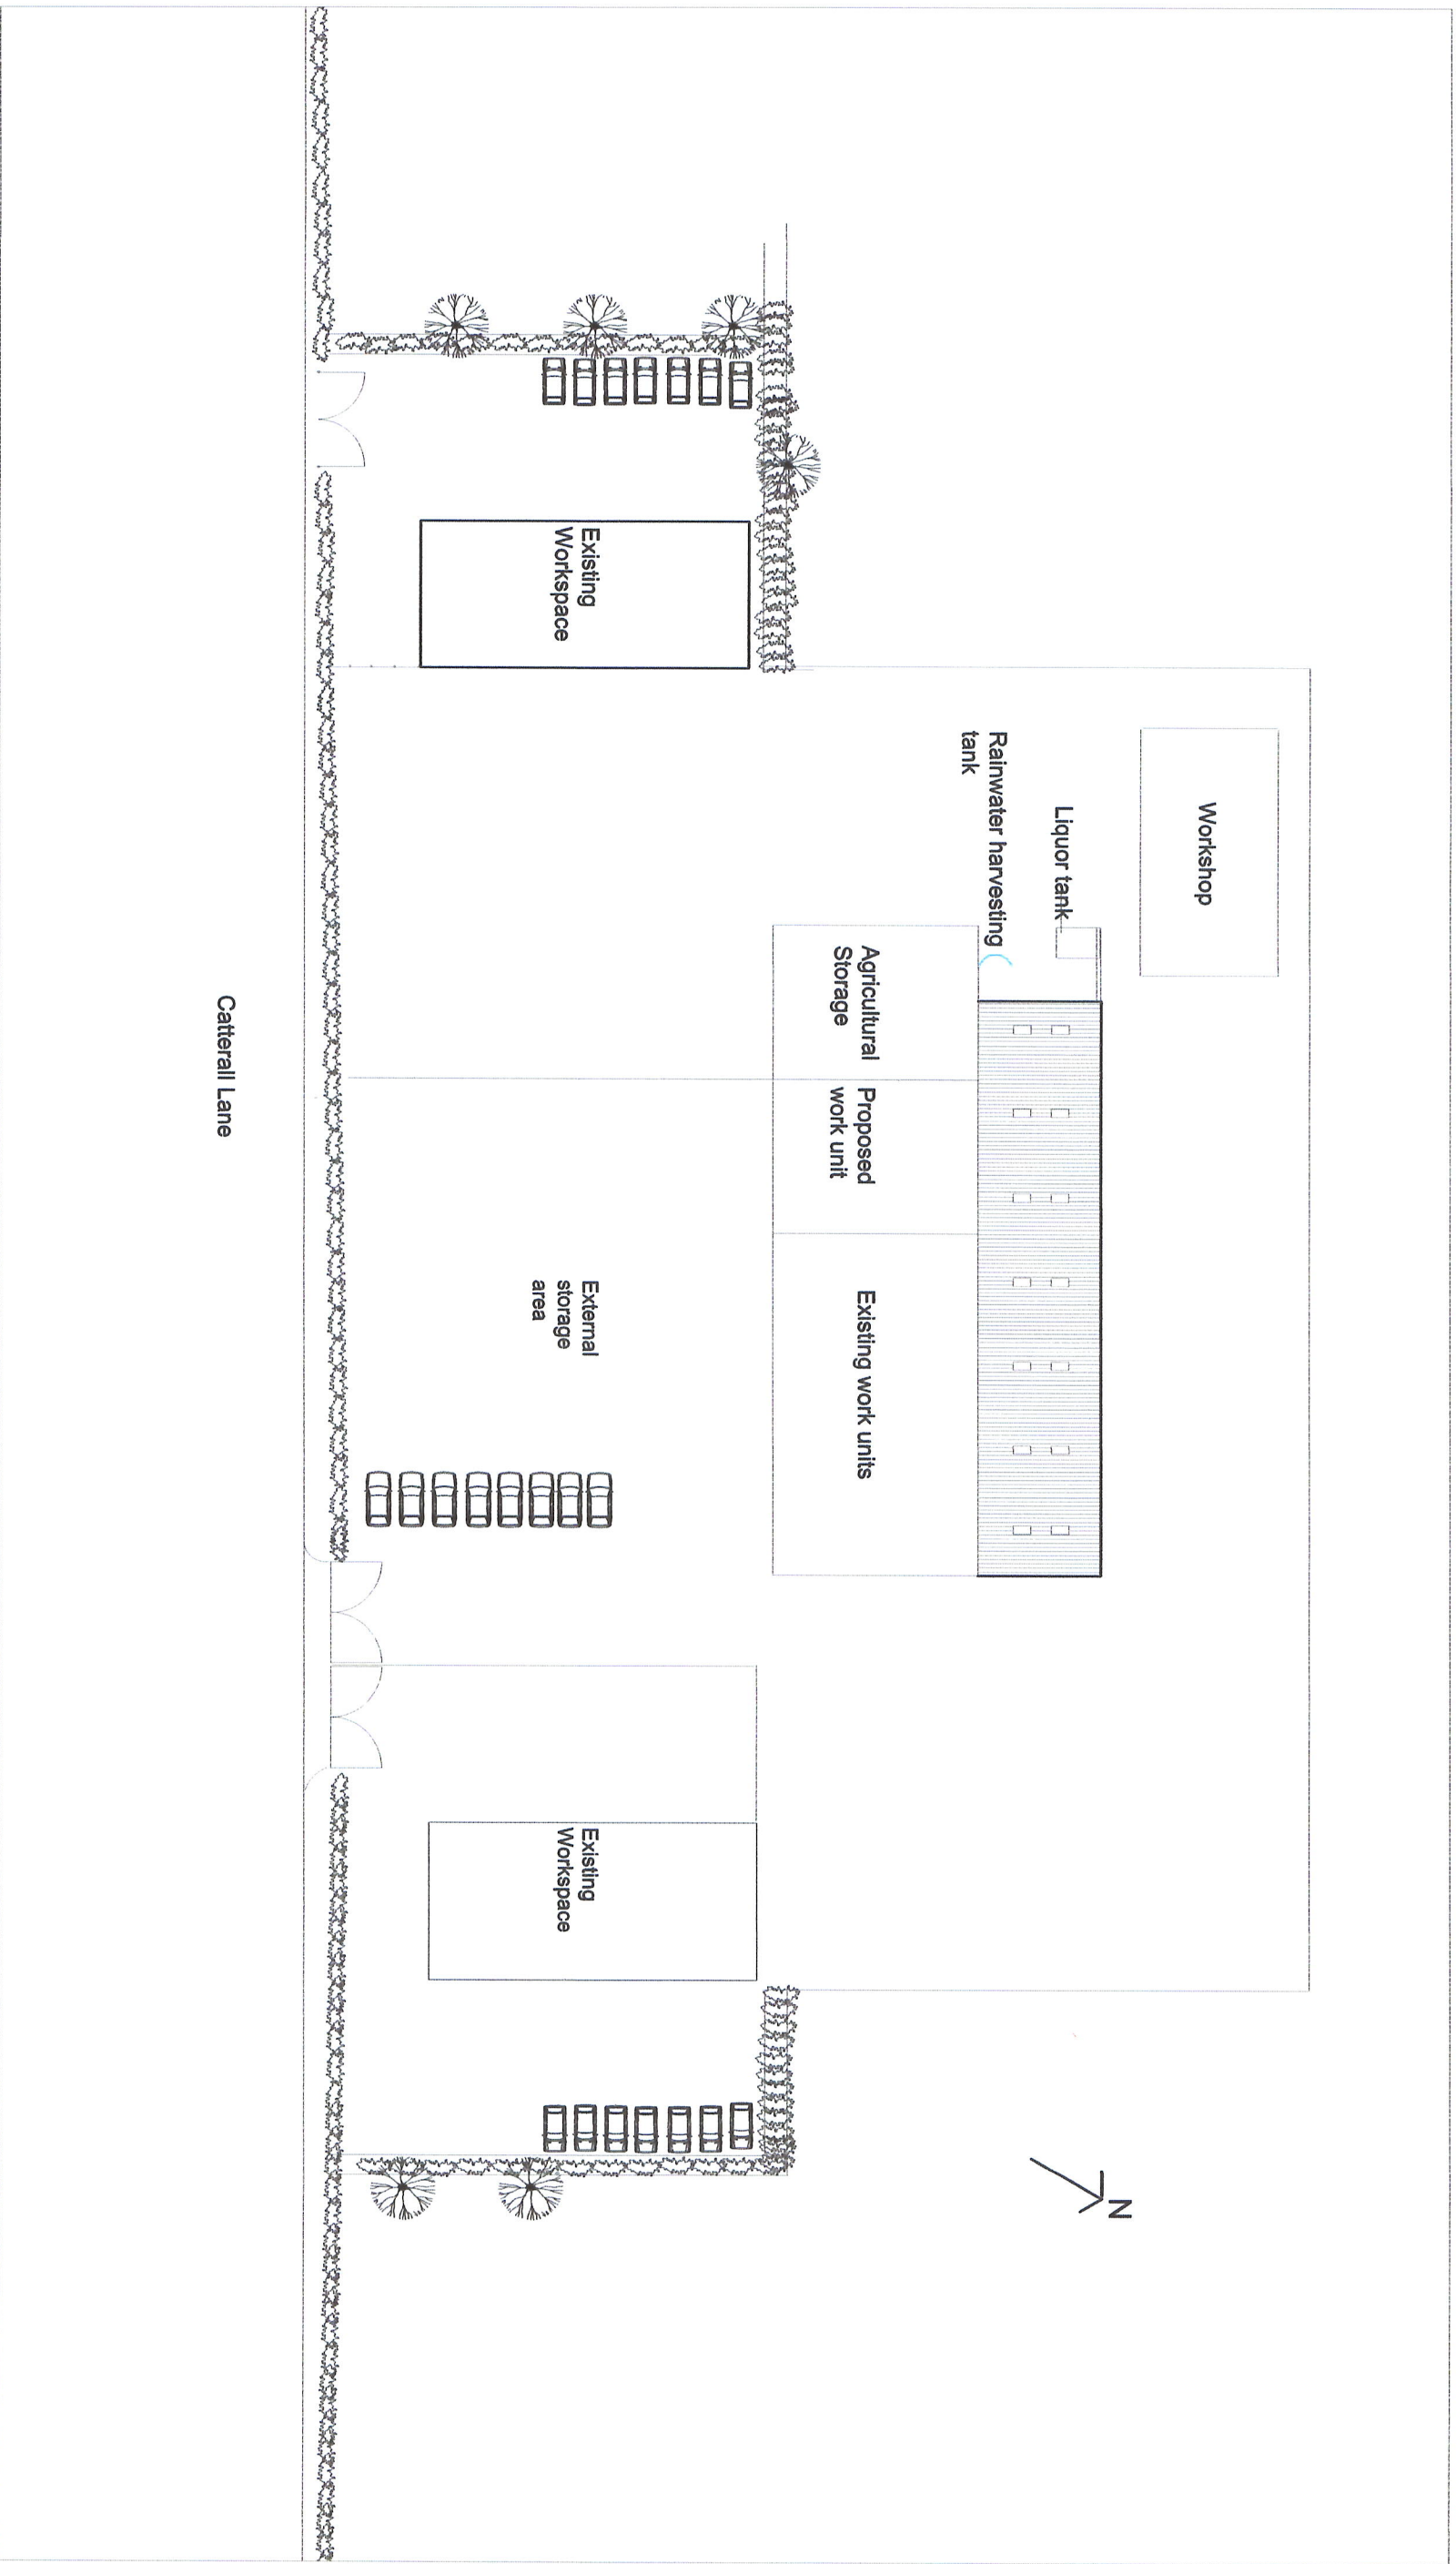 Workshop
Liquor tank
Rainwater harvesting
tank
Agricultural
Storage
Proposed
work unit
Existing work units
Existing
Workspace
External
storage
area
Existing
Workspace
Catterall Lane
N